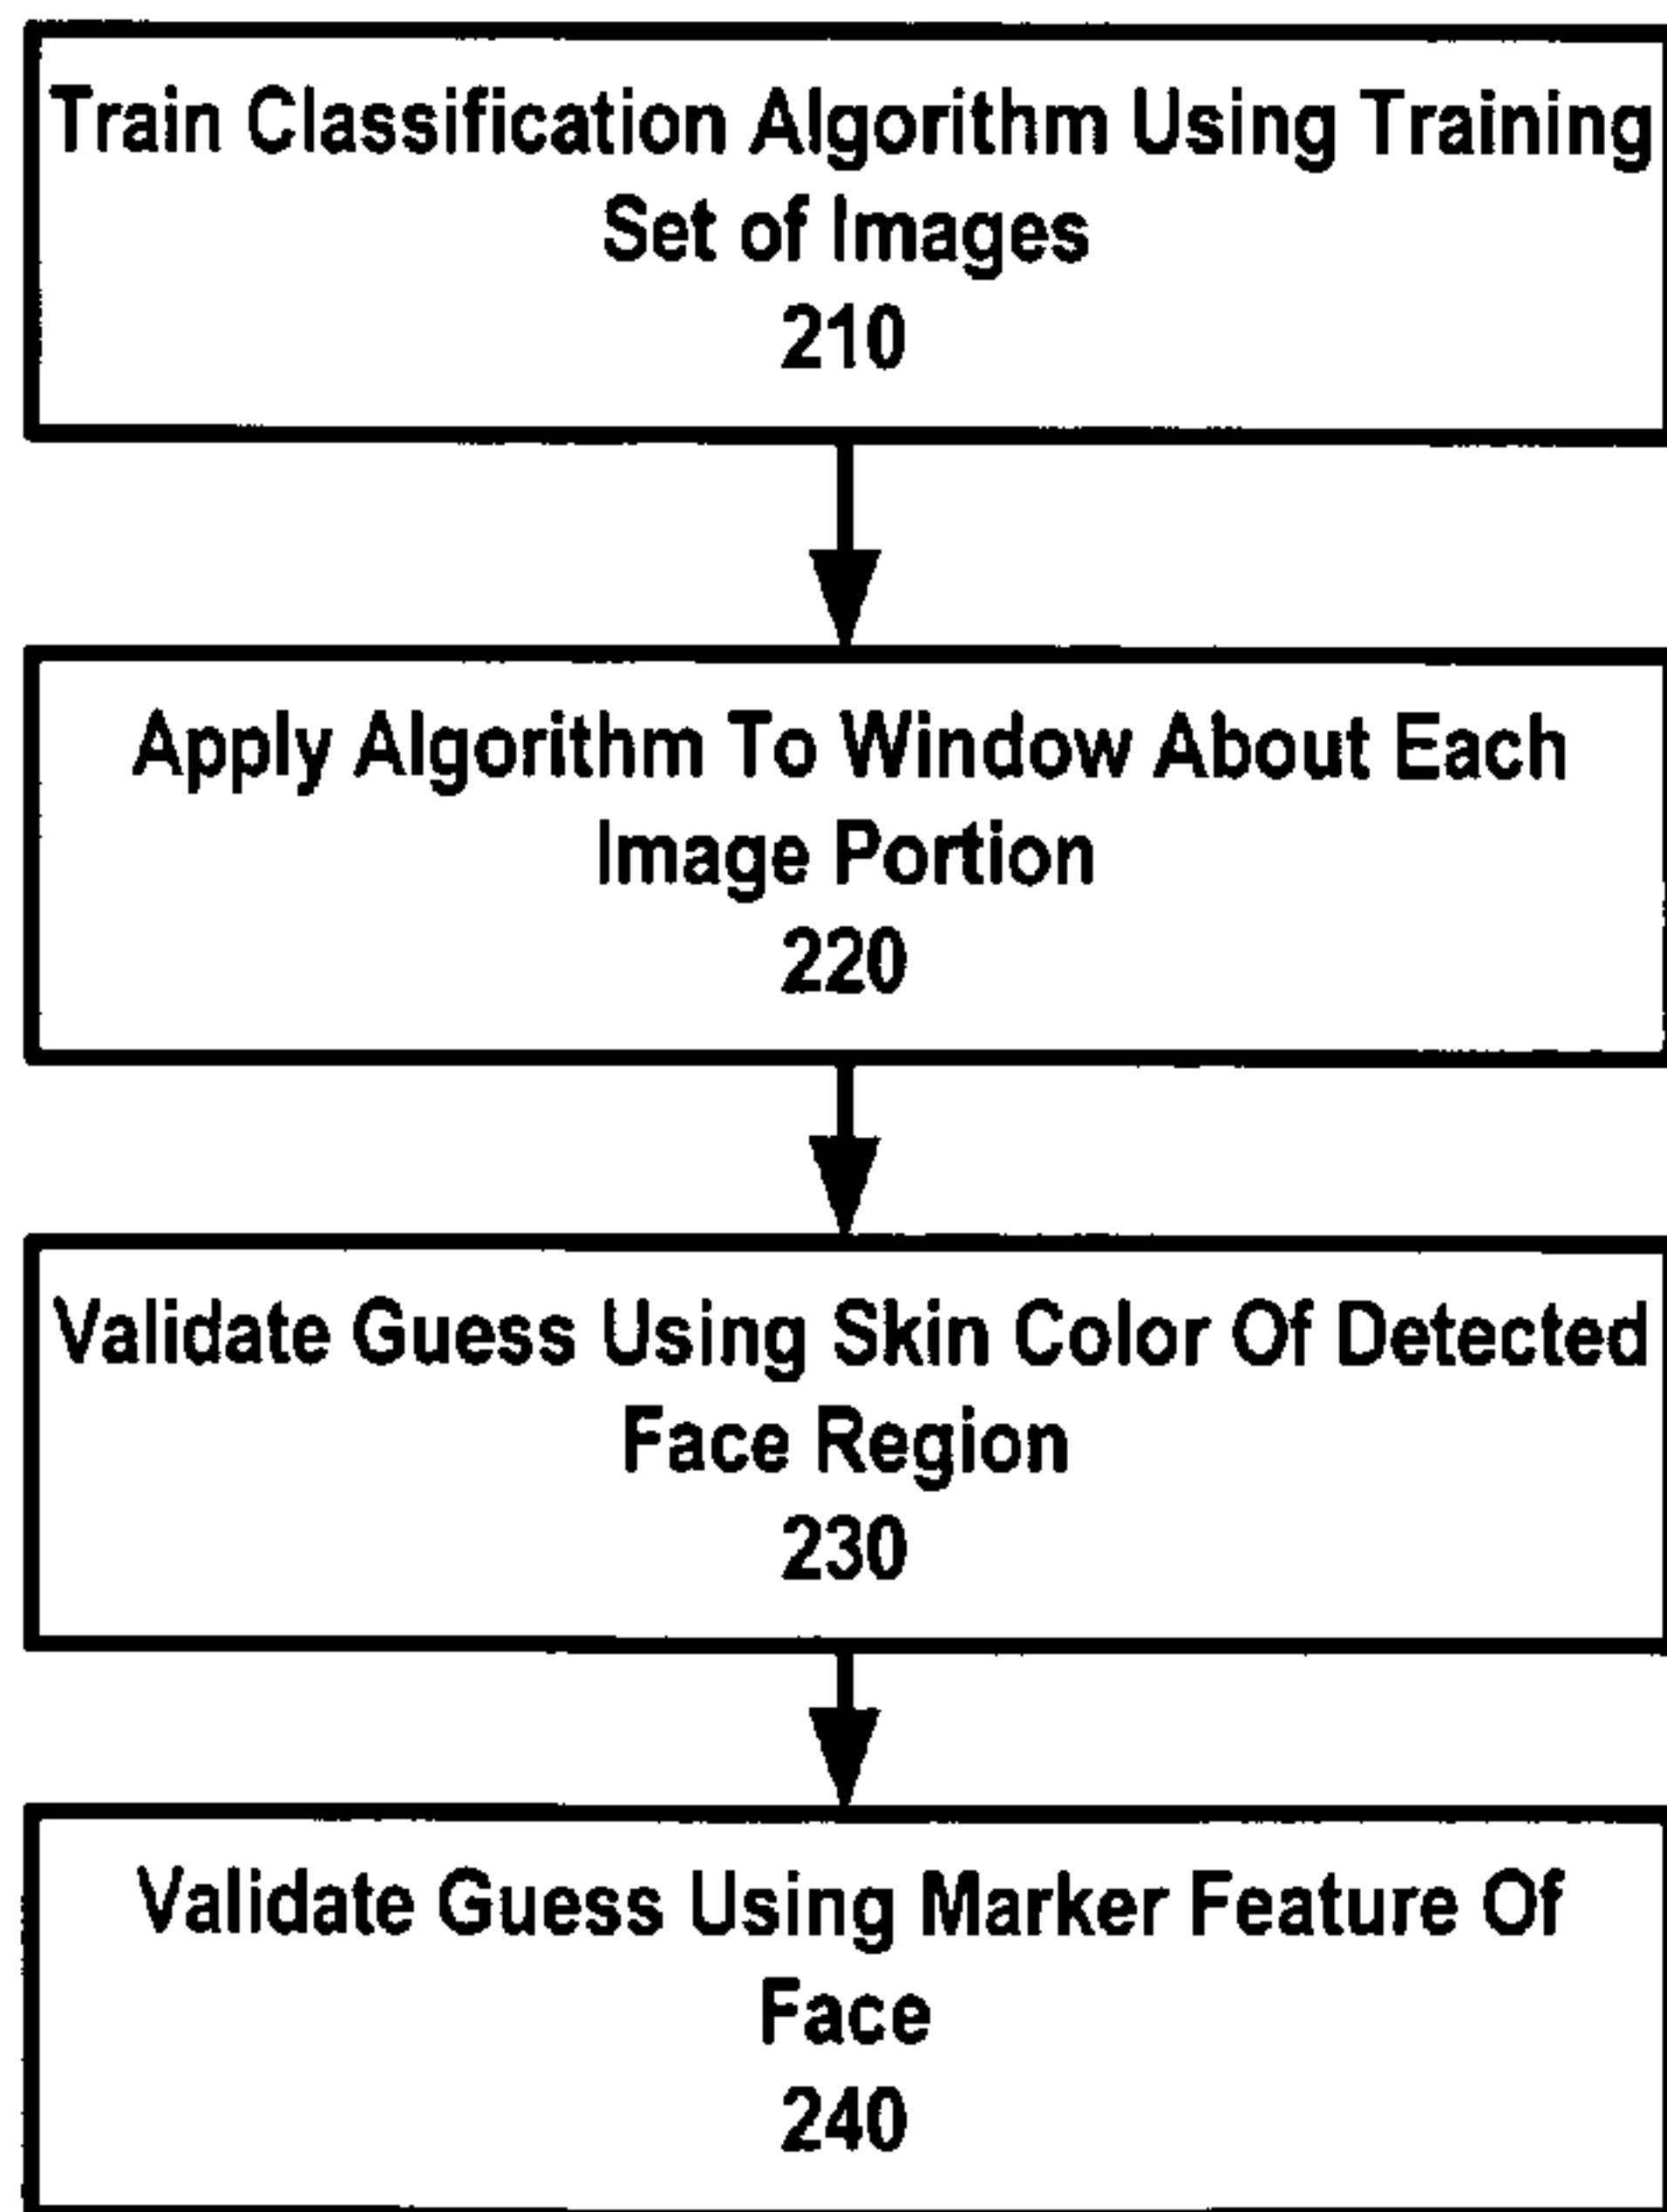 Train Classification Algorithm Using Training
Set of Images
210
Apply Algorithm To Window About Each
Image Portion
220
Validate Guess Using Skin Color Of Detected
Face Region
230
Validate Guess Using Marker Feature Of
Face
240